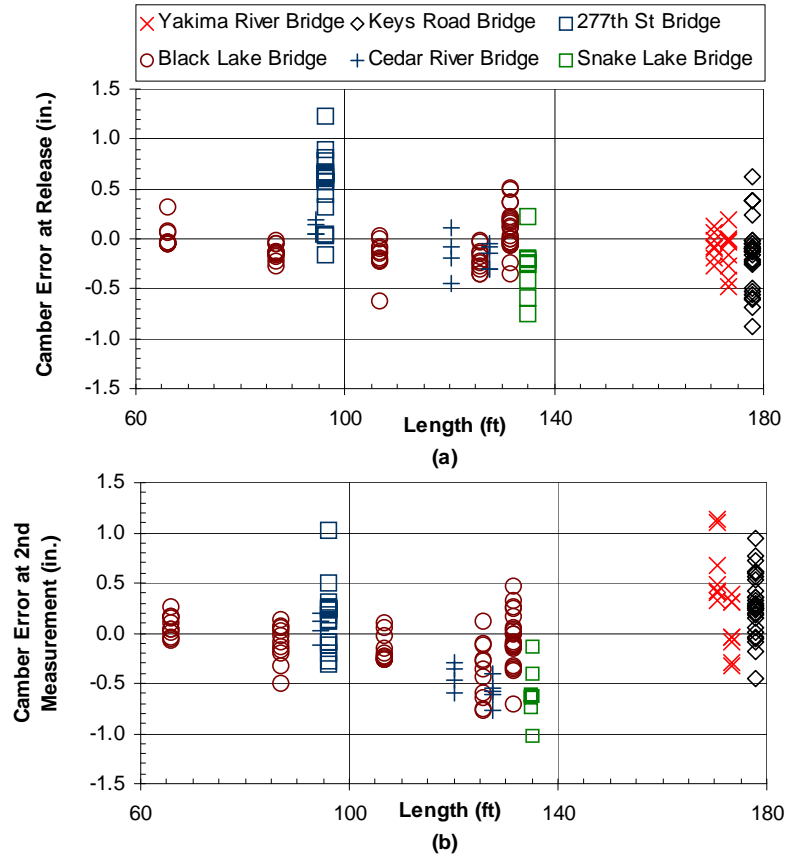 Yakima River Bridge Keys Road Bridge 277th St Bridge
Black Lake Bridge Cedar River Bridge Snake Lake Bridge
1.5
1.0
0.5
0.0
-0.5
-1.0
-1.5
Camber Error at Release (in.)
60 100 140 180
Length (ft)
(a)
1.5
1.0
0.5
0.0
-0.5
-1.0
-1.5
Camber Error at 2nd
Measurement (in.)
60 100 140 180
Length (ft)
(b)